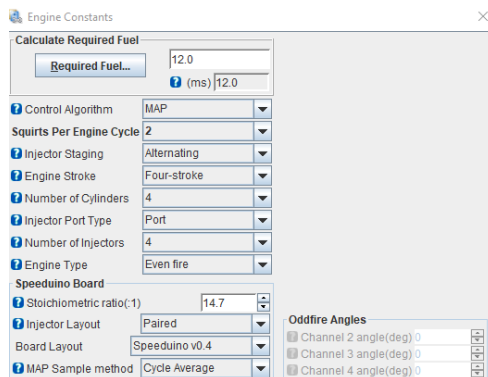 Engine Constants
Calculate Required Fuel
Required Fuel... 12.0
(ms) 12.0
Control Algorithm MAP
Squirts Per Engine Cycle 2
Injector Staging Alternating
Engine Stroke Four-stroke
Number of Cylinders 4
Injector Port Type Port
Number of Injectors 4
Engine Type Even fire
Speeduino Board
Stoichiometric ratio(:1) 14.7
Injector Layout Paired
Board Layout Speeduino v0.4
MAP Sample method Cycle Average
Oddfire Angles
Channel 2 angle(deg) 0
Channel 3 angle(deg) 0
Channel 4 angle(deg) 0